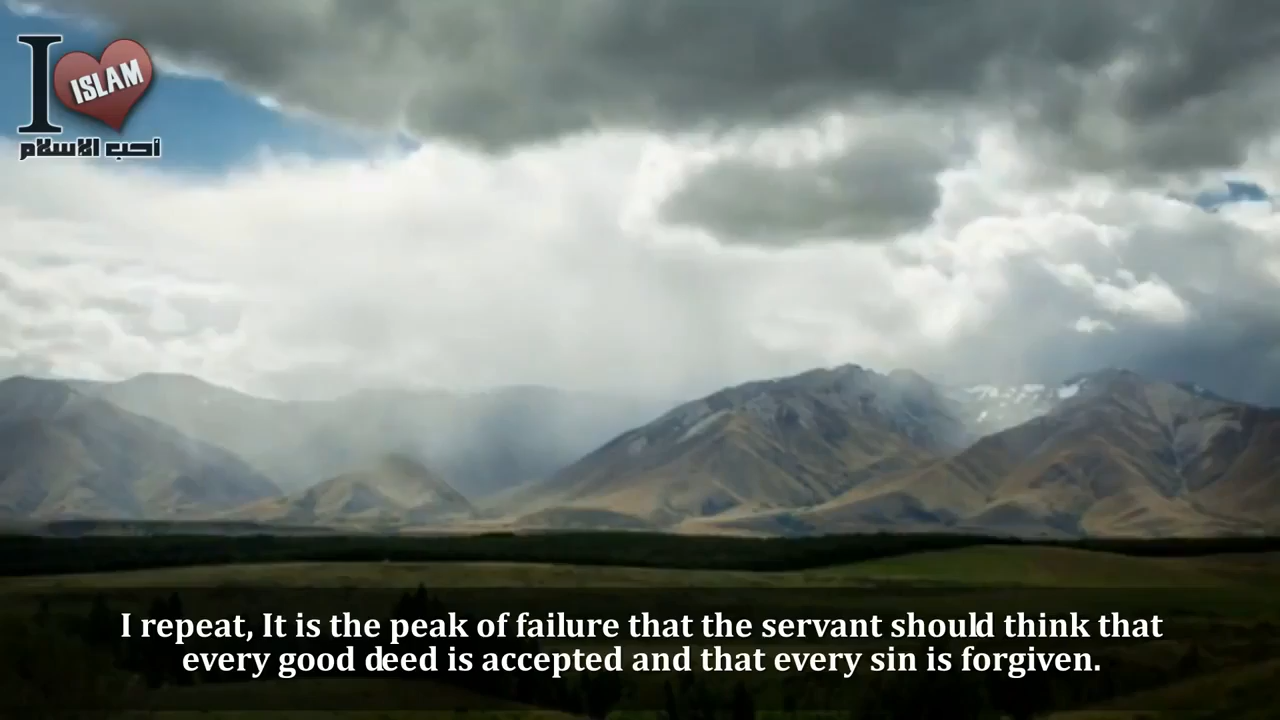 I
ISLAM
أحب الاسلام
I repeat, It is the peak of failure that the servant should think that
every good deed is accepted and that every sin is forgiven.